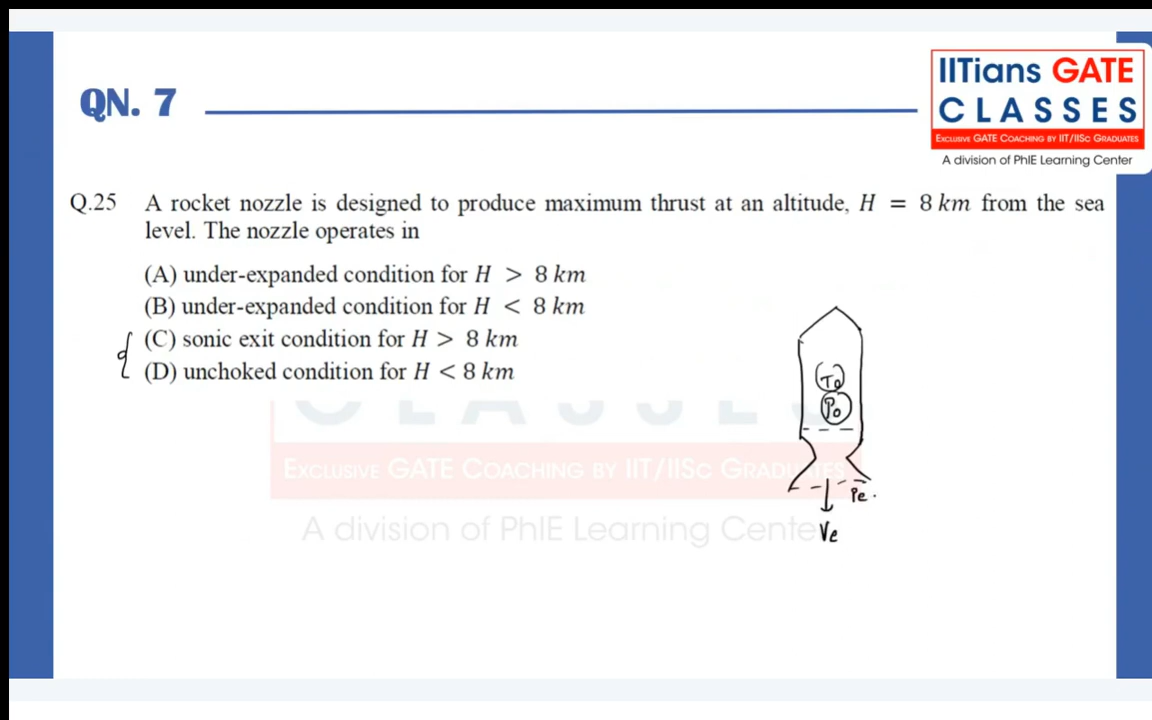 IITians GATE
CLASSES
EXCLUSIVE GATE COACHING BY IIT/IISC GRADUATES
A division of PhIE Learning Center
QN. 7
Q.25 A rocket nozzle is designed to produce maximum thrust at an altitude, H = 8 km from the sea
level. The nozzle operates in
(A) under-expanded condition for H > 8 km
(B) under-expanded condition for H < 8 km
(C) sonic exit condition for H > 8 km
(D) unchoked condition for H < 8 km
To
Po
Pe.
Ve
CLASSES
EXCLUSIVE GATE COACHING BY IIT/IISC GRADUATES
A division of PhIE Learning Center